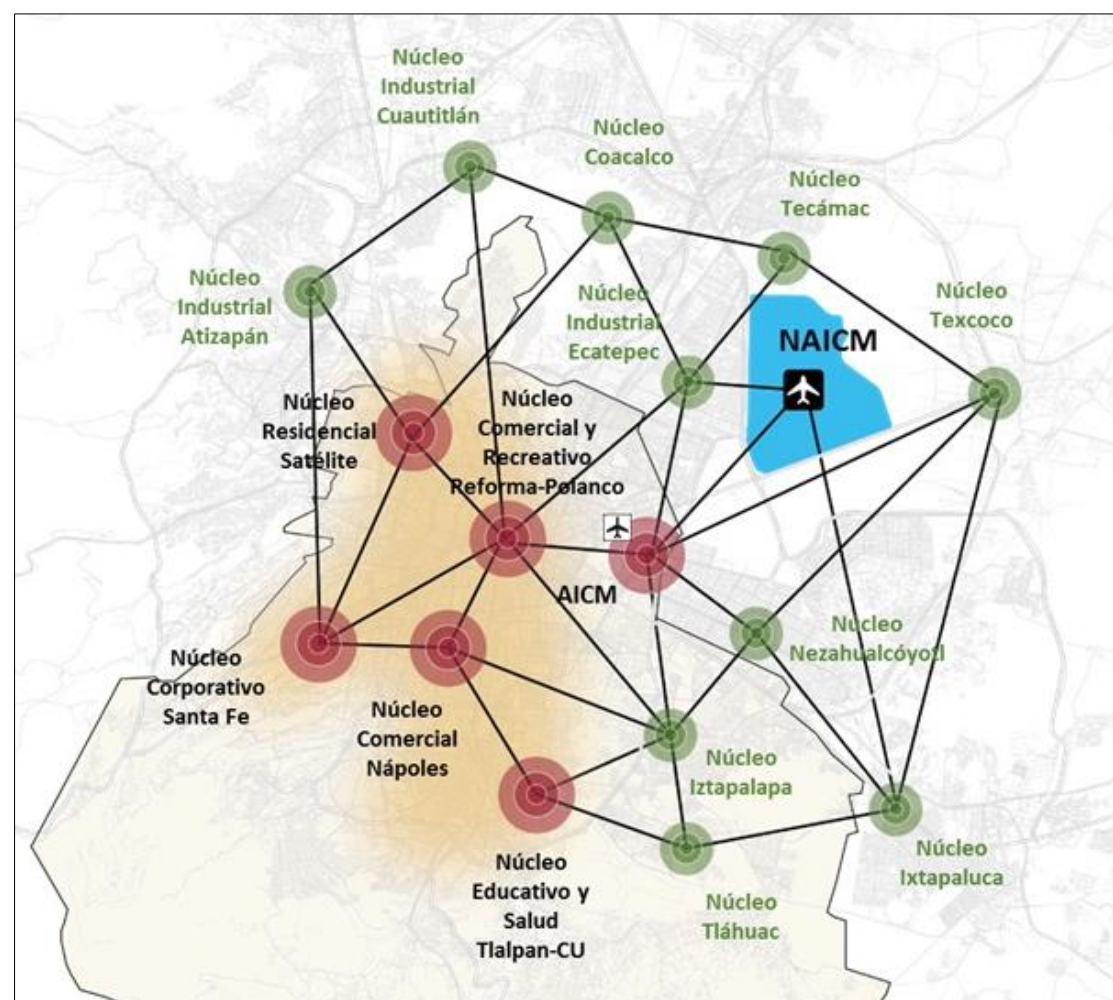 Núcleo
Industrial
Cuautitlán
Núcleo
Coacalco
Núcleo
Tecámac
Núcleo
Industrial
Atizapán
Núcleo
Industrial
Ecatepec
Núcleo
Texcoco
NAICM
Núcleo
Residencial
Satélite
Núcleo
Comercial y
Recreativo
Reforma-Polanco
AICM
Núcleo
Nezahualcóyotl
Núcleo
Corporativo
Santa Fe
Núcleo
Comercial
Nápoles
Núcleo
Iztapalapa
Núcleo
Educativo y
Salud
Tlalpan-CU
Núcleo
Tláhuac
Núcleo
Ixtapaluca